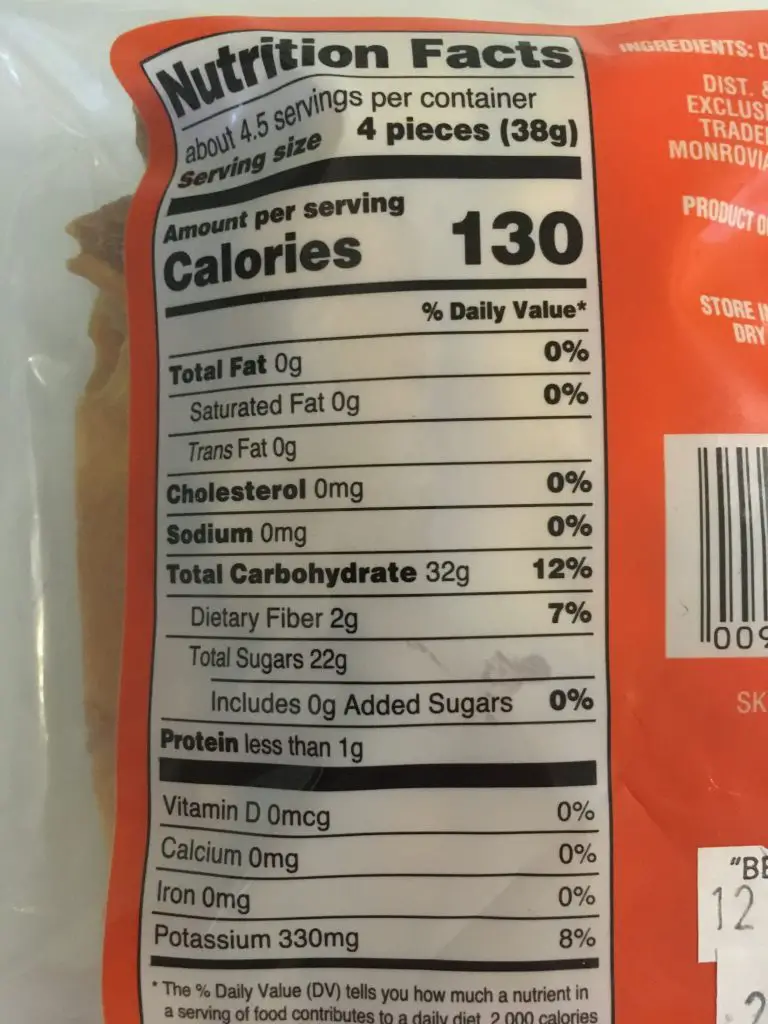 Nutrition Facts
about 4.5 servings per container
Serving size 4 pieces (38g)
Amount per serving
Calories 130
% Daily Value*
Total Fat 0g 0%
Saturated Fat 0g 0%
Trans Fat 0g
Cholesterol 0mg 0%
Sodium 0mg 0%
Total Carbohydrate 32g 12%
Dietary Fiber 2g 7%
Total Sugars 22g
Includes 0g Added Sugars 0%
Protein less than 1g
Vitamin D 0mcg 0%
Calcium 0mg 0%
Iron 0mg 0%
Potassium 330mg 8%
* The % Daily Value (DV) tells you how much a nutrient in
a serving of food contributes to a daily diet. 2,000 calories
INGREDIENTS: D
DIST. &
EXCLUSI
TRADE
MONROVIA
PRODUCT O
STORE I
DRY
009
SK
"BE
12
2